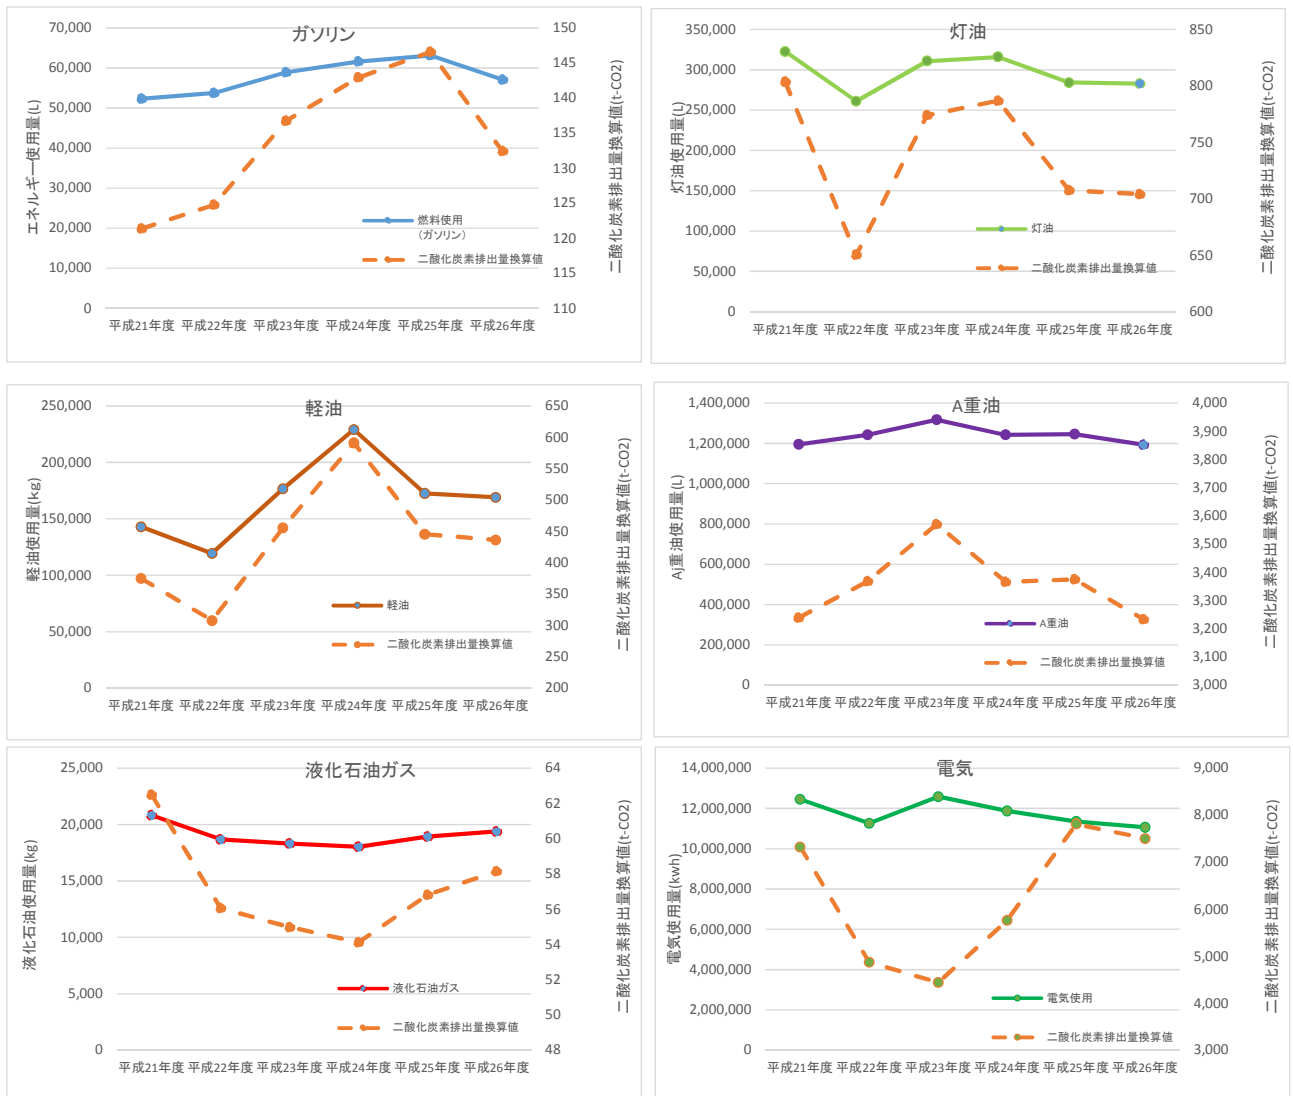 ガソリン
70,000
60,000
50,000
40,000
30,000
20,000
10,000
0
150
145
140
135
130
125
120
115
110
エネルギー使用量(L)
二酸化炭素排出量換算値(t-CO2)
燃料使用
(ガソリン)
二酸化炭素排出量換算値
平成21年度 平成22年度 平成23年度 平成24年度 平成25年度 平成26年度
灯油
350,000
300,000
250,000
200,000
150,000
100,000
50,000
0
850
800
750
700
650
600
灯油使用量(L)
二酸化炭素排出量換算値(t-CO2)
灯油
二酸化炭素排出量換算値
平成21年度 平成22年度 平成23年度 平成24年度 平成25年度 平成26年度
軽油
250,000
200,000
150,000
100,000
50,000
0
650
600
550
500
450
400
350
300
250
200
軽油使用量(kg)
二酸化炭素排出量換算値(t-CO2)
軽油
二酸化炭素排出量換算値
平成21年度 平成22年度 平成23年度 平成24年度 平成25年度 平成26年度
A重油
1,400,000
1,200,000
1,000,000
800,000
600,000
400,000
200,000
0
4,000
3,900
3,800
3,700
3,600
3,500
3,400
3,300
3,200
3,100
3,000
Aj重油使用量(L)
二酸化炭素排出量換算値(t-CO2)
A重油
二酸化炭素排出量換算値
平成21年度 平成22年度 平成23年度 平成24年度 平成25年度 平成26年度
液化石油ガス
25,000
20,000
15,000
10,000
5,000
0
64
62
60
58
56
54
52
50
48
液化石油使用量(kg)
二酸化炭素排出量換算値(t-CO2)
液化石油ガス
二酸化炭素排出量換算値
平成21年度 平成22年度 平成23年度 平成24年度 平成25年度 平成26年度
電気
14,000,000
12,000,000
10,000,000
8,000,000
6,000,000
4,000,000
2,000,000
0
9,000
8,000
7,000
6,000
5,000
4,000
3,000
電気使用量(kwh)
二酸化炭素排出量換算値(t-CO2)
電気使用
二酸化炭素排出量換算値
平成21年度 平成22年度 平成23年度 平成24年度 平成25年度 平成26年度